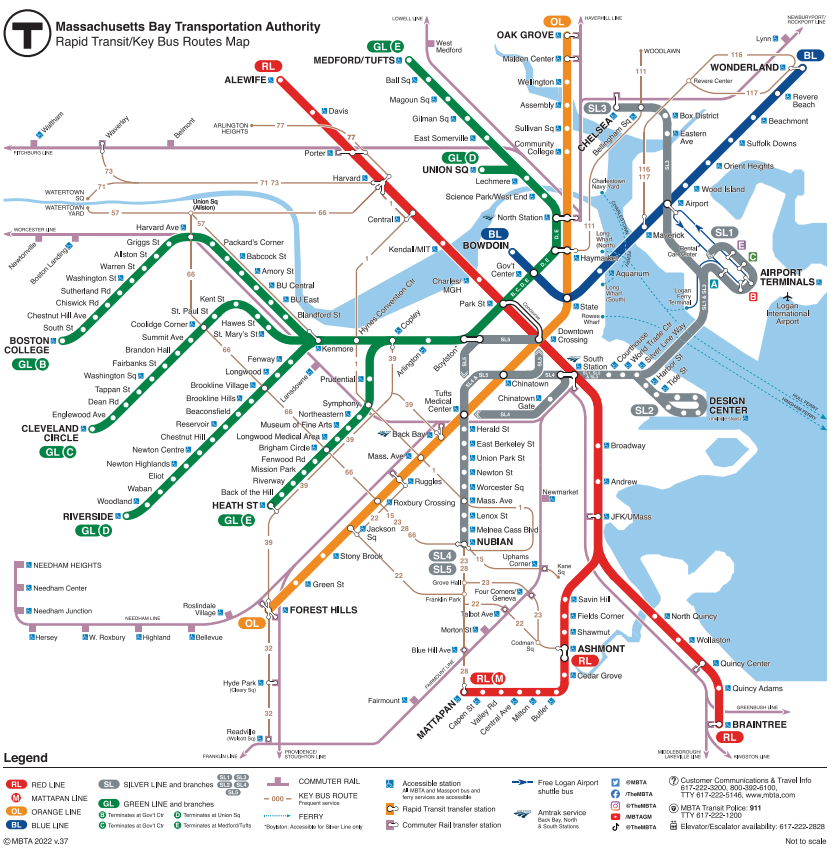 T
Massachusetts Bay Transportation Authority
Rapid Transit/Key Bus Routes Map
LOWELL LINE
HAVERHILL LINE
NEWBURYPORT/
ROCKPORT LINE
OL
OAK GROVE
Malden Center
Wellington
Assembly
Sullivan Sq
Community
College
GL E
MEDFORD/TUFTS
West
Medford
Ball Sq
Magoun Sq
Gilman Sq
East Somerville
GL D
UNION SQ
Lechmere
Science Park/West End
North Station
RL
ALEWIFE
Davis
Porter
Harvard
Central
Kendall/MIT
Charles/
MGH
Park St
ARLINGTON
HEIGHTS
77
77
Waltham
Waverley
Belmont
FITCHBURG LINE
73
71
71 73
WATERTOWN
SQ
WATERTOWN
YARD
57
57
66
66
Union Sq
(Allston)
WORCESTER LINE
Newtonville
Boston Landing
WOODLAWN
111
SL3
CHELSEA
Bellingham Sq
Box District
Eastern
Ave
SL3
Lynn
WONDERLAND
BL
116
117
Revere Center
Revere
Beach
Beachmont
Suffolk Downs
Orient Heights
Wood Island
Airport
Maverick
116
117
111
Charlestown
Navy Yard
Long
Wharf
(North)
Haymarket
BL
BOWDOIN
Gov't
Center
D, E
D, E
B, C, D, E
Aquarium
Long
Wharf
(South)
State
Rowes
Wharf
Rental
Car Center
SL1
E
C
A
B
AIRPORT
TERMINALS
Logan
International
Airport
Logan
Ferry
Terminal
SL1 & SL3
Downtown
Crossing
South
Station
Courthouse
World Trade Ctr
Silver Line Way
Harbor St
Tide St
SL2
DESIGN
CENTER
HULL FERRY
HINGHAM FERRY
Harvard Ave
Griggs St
Allston St
Warren St
Washington St
Sutherland Rd
Chiswick Rd
Chestnut Hill Ave
South St
BOSTON
COLLEGE
GL B
Packard's Corner
Babcock St
Amory St
BU Central
BU East
Blandford St
Kenmore
Hynes Convention Ctr
Copley
Arlington
Boylston
Kent St
St. Paul St
Coolidge Corner
Summit Ave
Brandon Hall
Fairbanks St
Washington Sq
Tappan St
Dean Rd
Englewood Ave
CLEVELAND
CIRCLE
GL C
Hawes St
St. Mary's St
Fenway
Longwood
Brookline Village
Brookline Hills
Beaconsfield
Reservoir
Chestnut Hill
Newton Centre
Newton Highlands
Eliot
Waban
Woodland
RIVERSIDE
GL D
Lansdowne
Prudential
Symphony
Northeastern
Museum of Fine Arts
Longwood Medical Area
Brigham Circle
Fenwood Rd
Mission Park
Riverway
Back of the Hill
HEATH ST
GL E
SL5
SL4
Chinatown
Chinatown
Gate
Tufts
Medical
Center
Back Bay
Mass. Ave
Ruggles
Roxbury Crossing
Jackson
Sq
Stony Brook
Green St
FOREST HILLS
OL
Herald St
East Berkeley St
Union Park St
Newton St
Worcester Sq
Mass. Ave
Lenox St
Melnea Cass Blvd
NUBIAN
SL4
SL5
1
39
66
22
15
23
28
Broadway
Andrew
JFK/UMass
Newmarket
Uphams
Corner
Kane
Sq
Grove Hall
Franklin Park
Four Corners/
Geneva
Talbot Ave
Morton St
Codman
Sq
Blue Hill Ave
Fairmount
FAIRMOUNT LINE
Savin Hill
Fields Corner
Shawmut
ASHMONT
RL
Cedar Grove
RL M
MATTAPAN
Capen St
Valley Rd
Central Ave
Milton
Butler
North Quincy
Wollaston
Quincy Center
Quincy Adams
BRAINTREE
RL
GREENBUSH LINE
MIDDLEBOROUGH/
LAKEVILLE LINE
KINGSTON LINE
NEEDHAM HEIGHTS
Needham Center
Needham Junction
NEEDHAM LINE
Hersey
W. Roxbury
Highland
Bellevue
Roslindale
Village
32
Hyde Park
(Cleary Sq)
32
Readville
(Wolcott Sq)
FRANKLIN LINE
PROVIDENCE/
STOUGHTON LINE
Legend
RL RED LINE
M MATTAPAN LINE
OL ORANGE LINE
BL BLUE LINE
SL SILVER LINE and branches
SL1 SL2 SL3 SL4 SL5
GL GREEN LINE and branches
B Terminates at Gov't Ctr
C Terminates at Gov't Ctr
D Terminates at Union Sq
E Terminates at Medford/Tufts
COMMUTER RAIL
000 KEY BUS ROUTE
Frequent service
FERRY
*Boylston: Accessible for Silver Line only
Accessible station
All MBTA and Massport bus and
ferry services are accessible
Rapid Transit transfer station
Commuter Rail transfer station
Free Logan Airport
shuttle bus
Amtrak service
Back Bay, North
& South Stations
@MBTA
/TheMBTA
@TheMBTA
/MBTAGM
@TheMBTA
Customer Communications & Travel Info
617-222-3200, 800-392-6100,
TTY 617-222-5146, www.mbta.com
MBTA Transit Police: 911
TTY 617-222-1200
Elevator/Escalator availability: 617-222-2828
© MBTA 2022 v.37
Not to scale